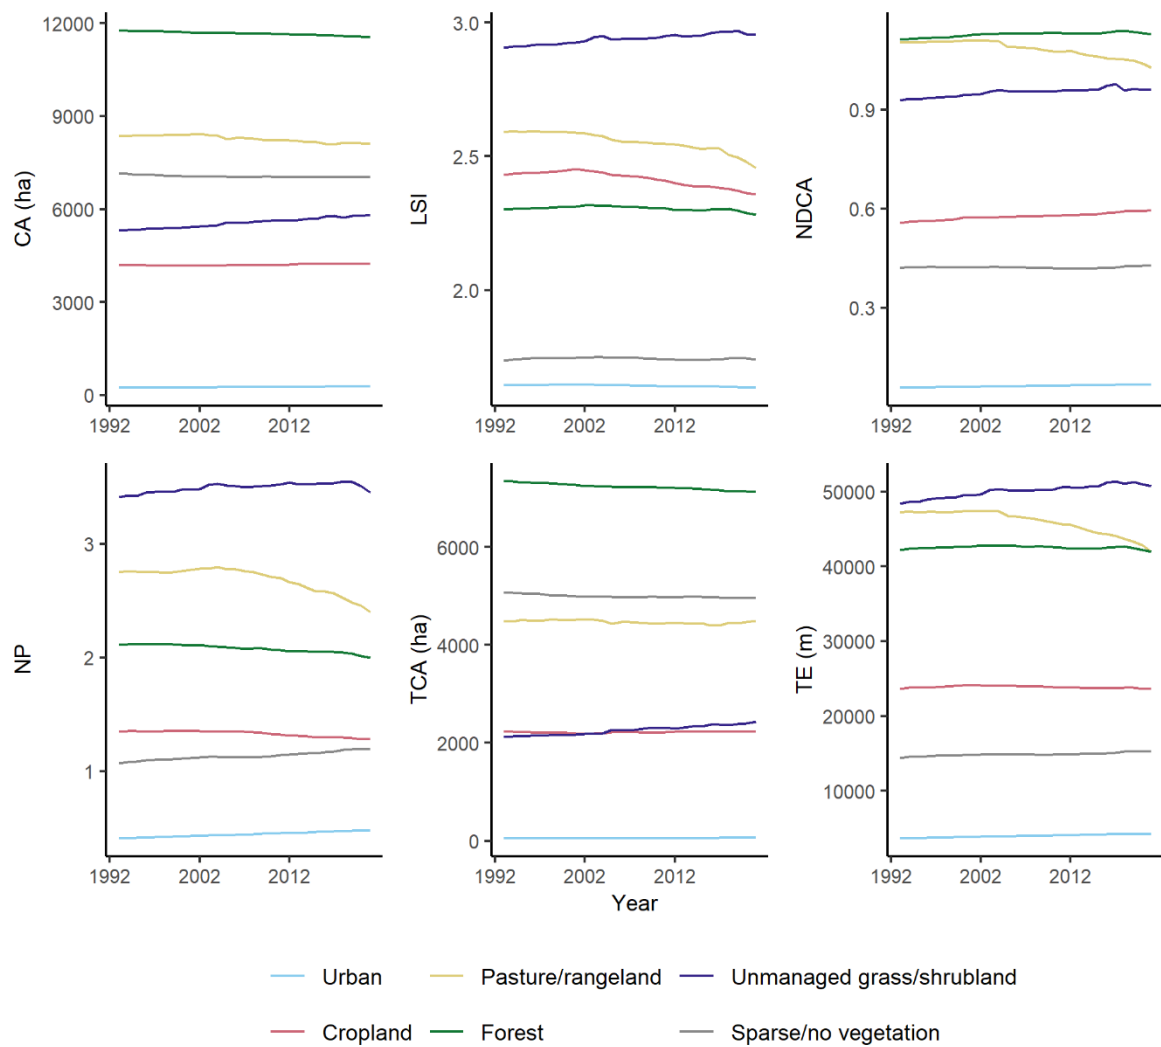 CA (ha)
12000
9000
6000
3000
0
1992 2002 2012
LSI
3.0
2.5
2.0
1992 2002 2012
NDCA
0.9
0.6
0.3
1992 2002 2012
NP
3
2
1
1992 2002 2012
TCA (ha)
6000
4000
2000
0
1992 2002 2012
TE (m)
50000
40000
30000
20000
10000
1992 2002 2012
Year
Urban Pasture/rangeland Unmanaged grass/shrubland
Cropland Forest Sparse/no vegetation